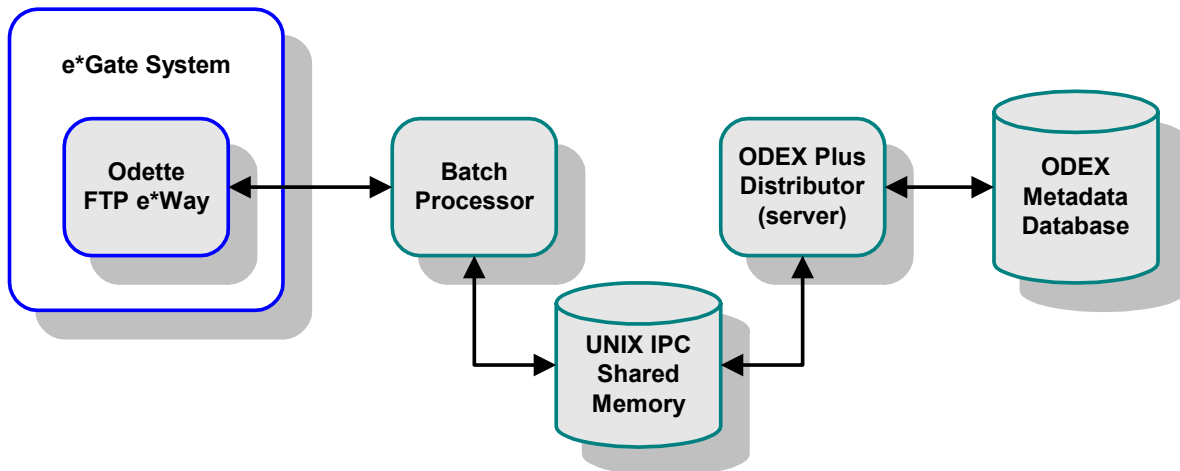 e*Gate System
Odette
FTP e*Way
Batch
Processor
ODEX Plus
Distributor
(server)
ODEX
Metadata
Database
UNIX IPC
Shared
Memory